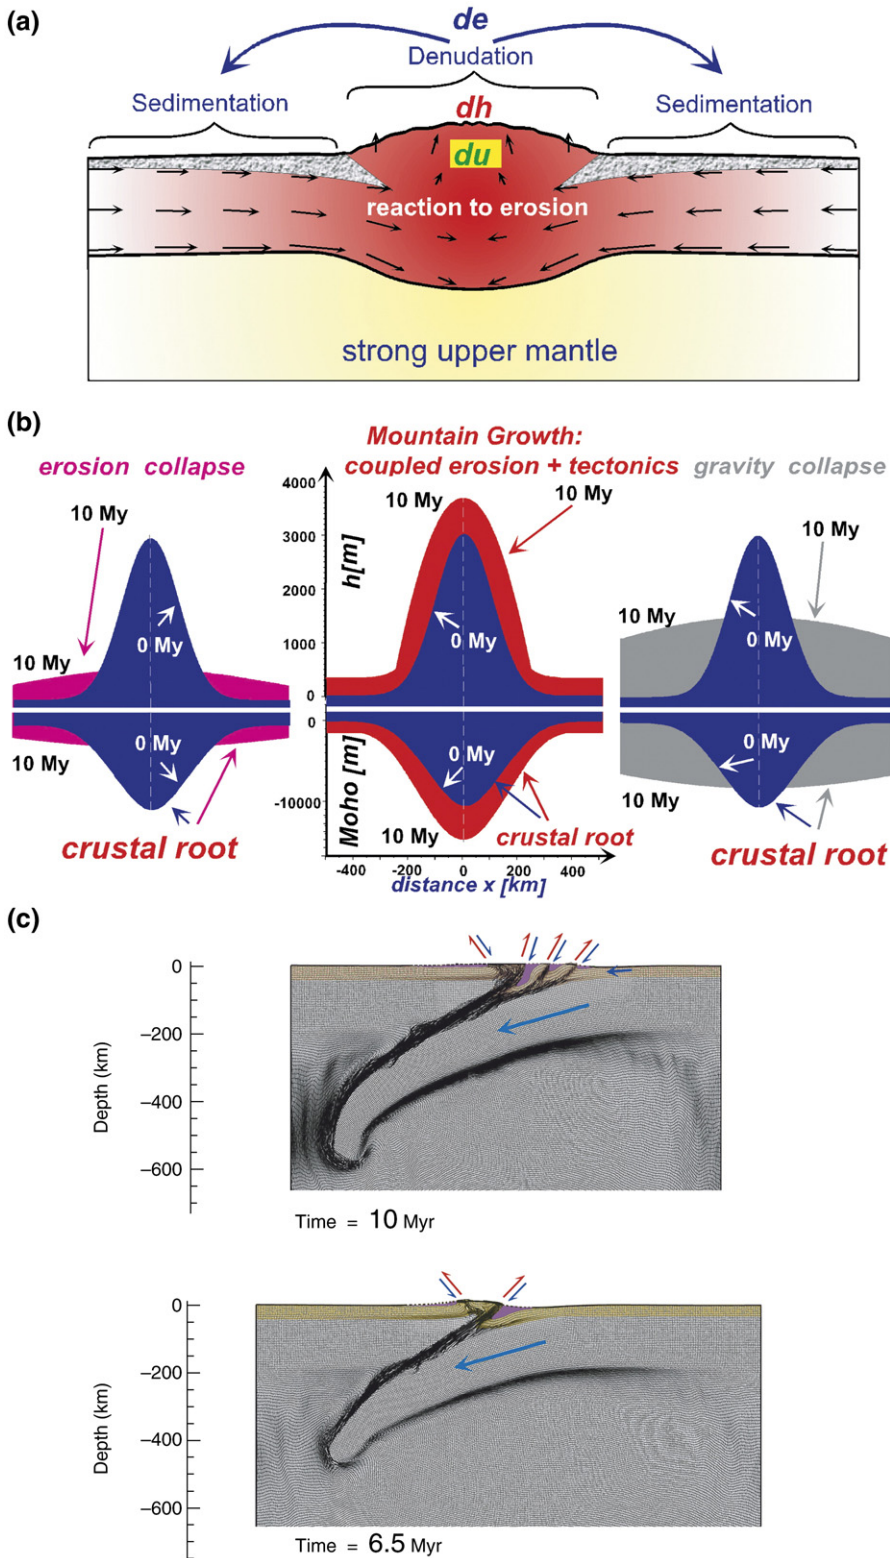 (a)
de
Denudation
Sedimentation
Sedimentation
dh
du
reaction to erosion
strong upper mantle
(b)
Mountain Growth:
erosion collapse
coupled erosion + tectonics
gravity collapse
10 My
4000
10 My
10 My
10 My
3000
h[m]
2000
0 My
0 My
0 My
10 My
1000
10 My
0
0
0 My
0 My
0 My
10 My
Moho [m]
-10000
10 My
10 My
crustal root
crustal root
crustal root
-400
-200
0
200
400
distance x [km]
(c)
0
−200
−400
−600
Depth (km)
Time = 10 Myr
0
−200
−400
−600
Depth (km)
Time = 6.5 Myr